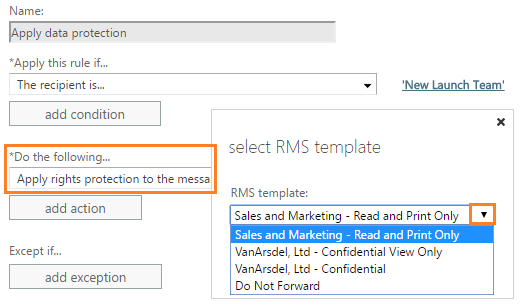 Name:
Apply data protection
*Apply this rule if...
The recipient is...
'New Launch Team'
add condition
*Do the following...
Apply rights protection to the messa
add action
Except if...
add exception
select RMS template
RMS template:
Sales and Marketing - Read and Print Only
Sales and Marketing - Read and Print Only
VanArsdel, Ltd - Confidential View Only
VanArsdel, Ltd - Confidential
Do Not Forward